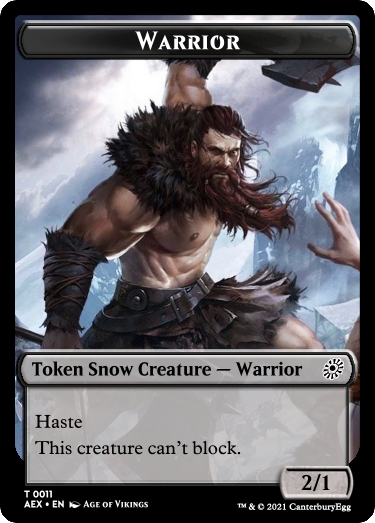 WARRIOR
Token Snow Creature — Warrior
Haste
This creature can't block.
2/1
T 0011
AEX • EN AGE OF VIKINGS
™ & © 2021 CanterburyEgg